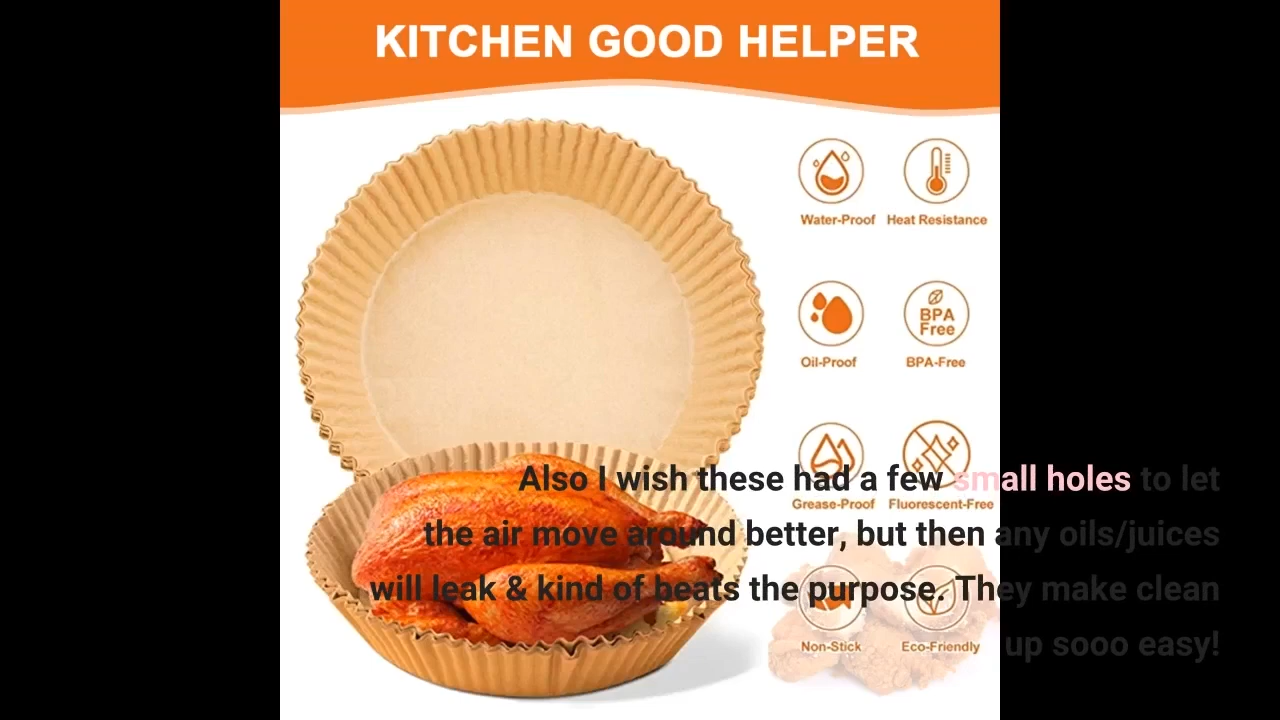 KITCHEN GOOD HELPER
Water-Proof
Heat Resistance
Oil-Proof
BPA
Free
BPA-Free
Grease-Proof
Fluorescent-Free
Non-Stick
Eco-Friendly
Also I wish these had a few small holes to let
the air move around better, but then any oils/juices
will leak & kind of beats the purpose. They make clean
up sooo easy!